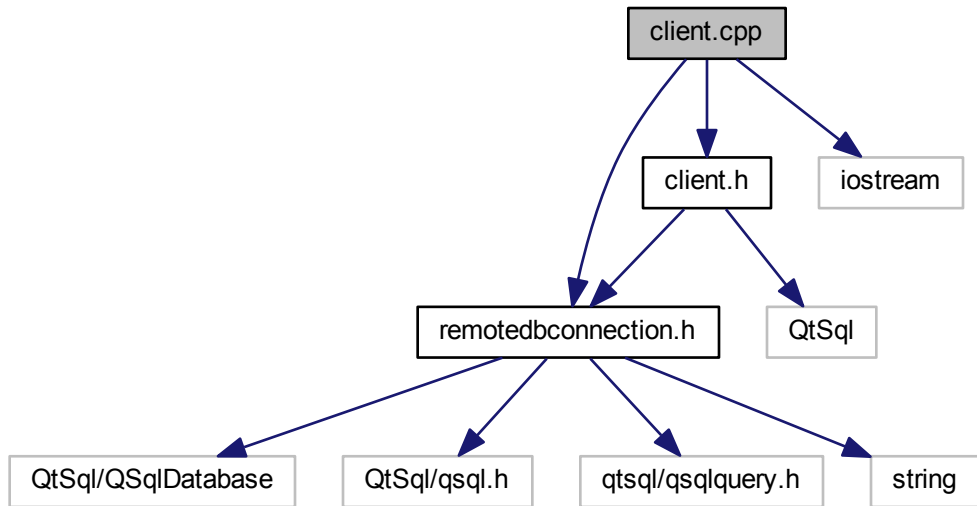 client.cpp
client.h
iostream
remotedbconnection.h
QtSql
QtSql/QSqlDatabase
QtSql/qsql.h
qtsql/qsqlquery.h
string